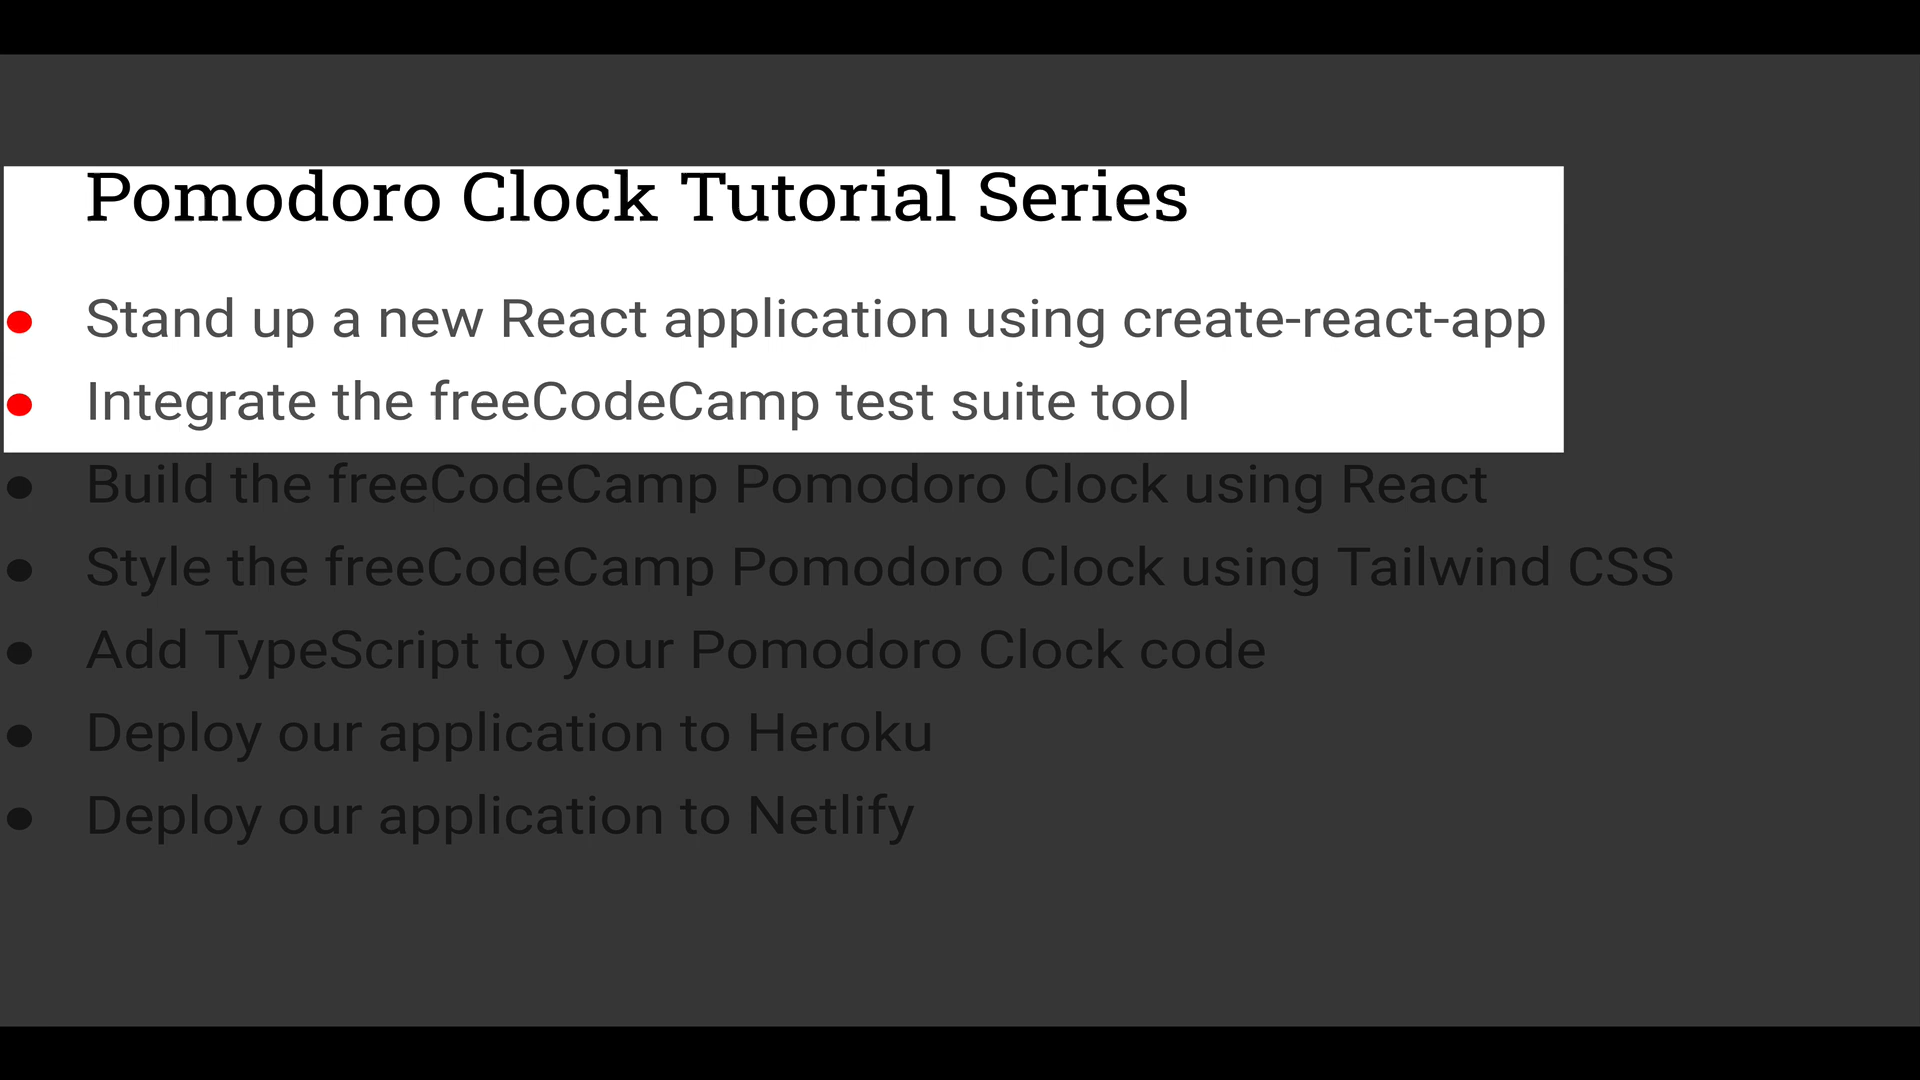 Pomodoro Clock Tutorial Series
● Stand up a new React application using create-react-app
● Integrate the freeCodeCamp test suite tool
● Build the freeCodeCamp Pomodoro Clock using React
● Style the freeCodeCamp Pomodoro Clock using Tailwind CSS
● Add TypeScript to your Pomodoro Clock code
● Deploy our application to Heroku
● Deploy our application to Netlify